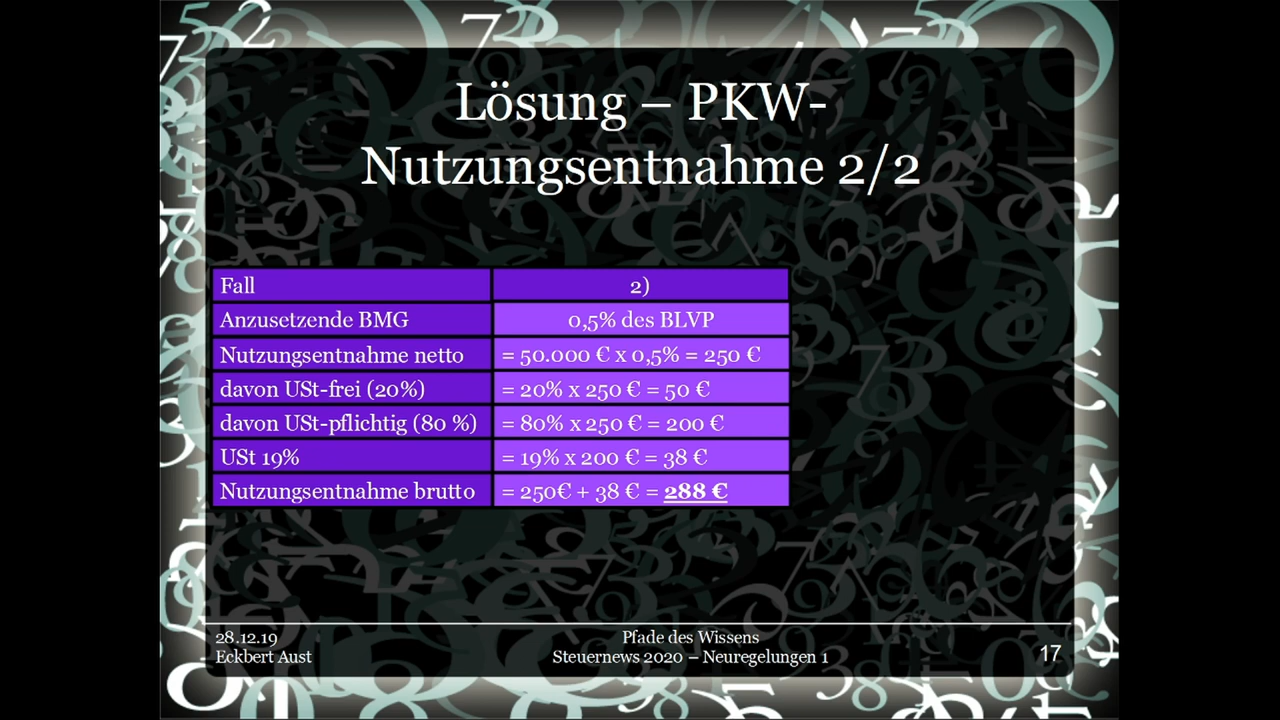 Lösung – PKW-
Nutzungsentnahme 2/2
Fall 2)
Anzusetzende BMG 0,5% des BLVP
Nutzungsentnahme netto = 50.000 € x 0,5% = 250 €
davon USt-frei (20%) = 20% x 250 € = 50 €
davon USt-pflichtig (80 %) = 80% x 250 € = 200 €
USt 19% = 19% x 200 € = 38 €
Nutzungsentnahme brutto = 250€ + 38 € = 288 €
28.12.19
Eckbert Aust
Pfade des Wissens
Steuernews 2020 – Neuregelungen 1
17